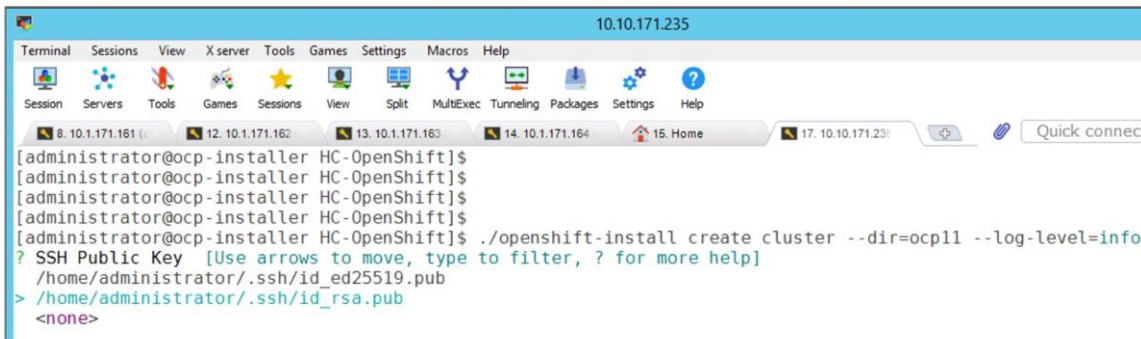 10.10.171.235
Terminal Sessions View X server Tools Games Settings Macros Help
Session Servers Tools Games Sessions View Split MultiExec Tunneling Packages Settings Help
8. 10.1.171.161 ( 12. 10.1.171.162 13. 10.1.171.163 14. 10.1.171.164 15. Home 17. 10.10.171.23 Quick connec
[administrator@ocp-installer HC-OpenShift]$
[administrator@ocp-installer HC-OpenShift]$
[administrator@ocp-installer HC-OpenShift]$
[administrator@ocp-installer HC-OpenShift]$
[administrator@ocp-installer HC-OpenShift]$ ./openshift-install create cluster --dir=ocp11 --log-level=info
? SSH Public Key [Use arrows to move, type to filter, ? for more help]
/home/administrator/.ssh/id_ed25519.pub
> /home/administrator/.ssh/id_rsa.pub
<none>